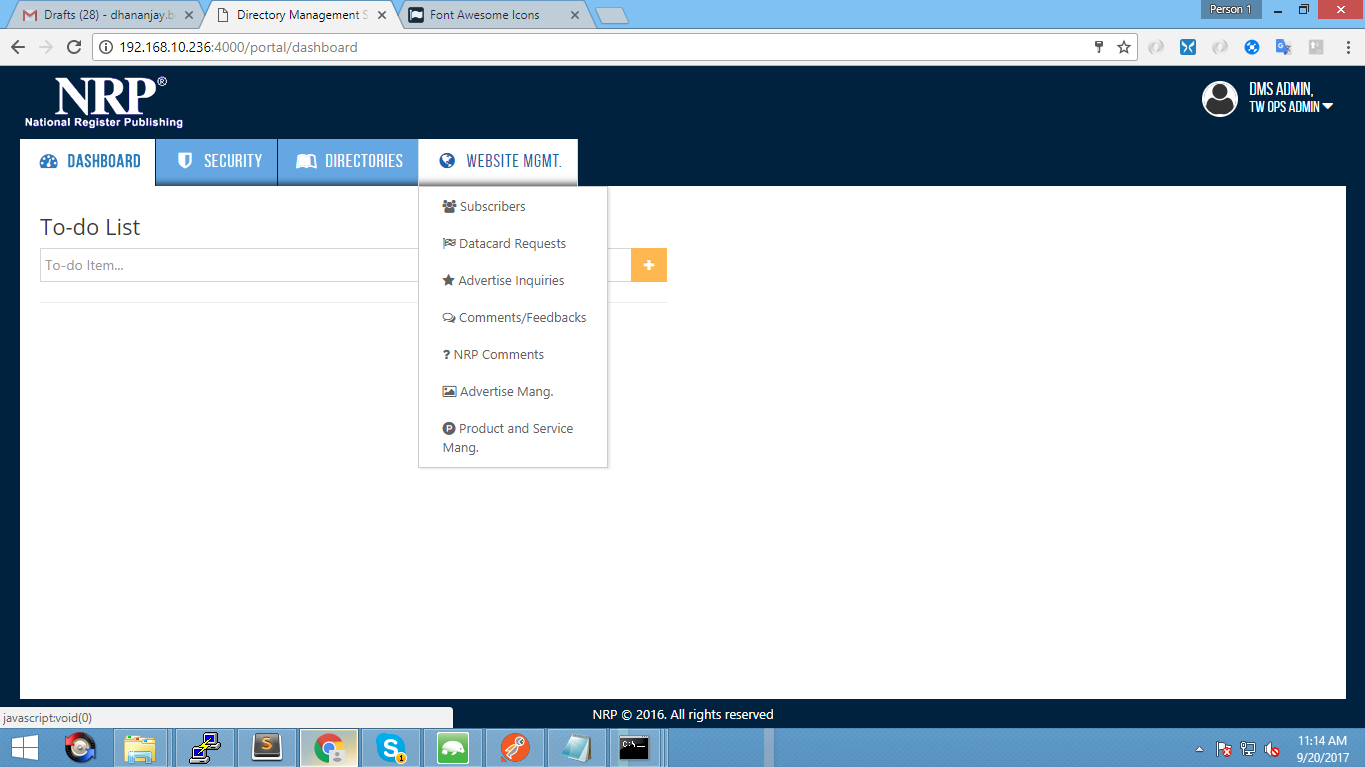 Drafts (28) - dhananjay.b
Directory Management S
Font Awesome Icons
Person 1
192.168.10.236:4000/portal/dashboard
NRP®
National Register Publishing
DMS ADMIN,
TW OPS ADMIN
DASHBOARD
SECURITY
DIRECTORIES
WEBSITE MGMT.
To-do List
To-do Item...
Subscribers
Datacard Requests
Advertise Inquiries
Comments/Feedbacks
? NRP Comments
Advertise Mang.
P Product and Service
Mang.
javascript:void(0)
NRP © 2016. All rights reserved
S
S 1
C:\_
11:14 AM
9/20/2017